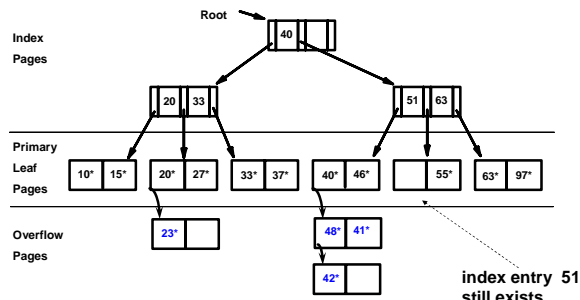 Root
Index
Pages
40
20 33
51 63
Primary
Leaf
Pages
10* 15*
20* 27*
33* 37*
40* 46*
55*
63* 97*
Overflow
Pages
23*
48* 41*
42*
index entry 51
still exists